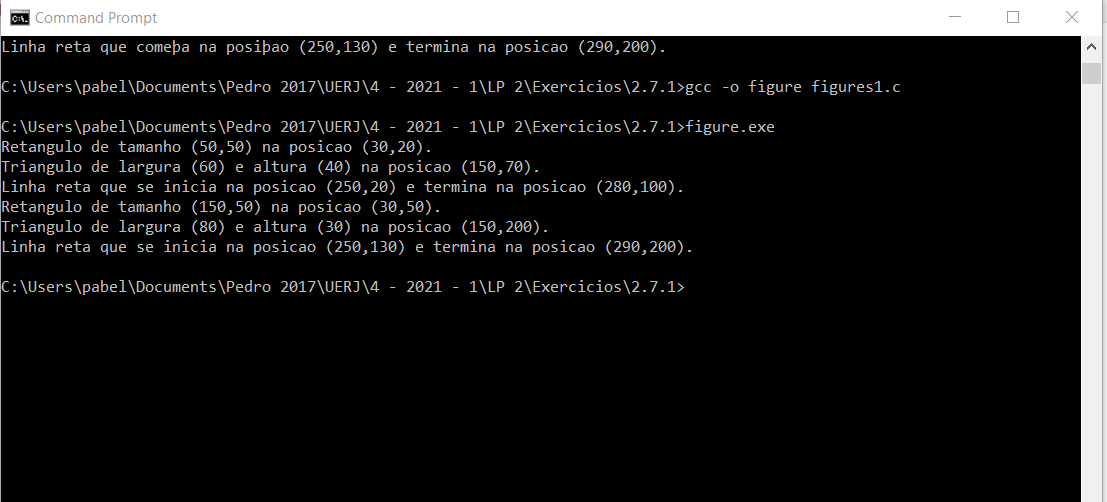 Command Prompt
Linha reta que comeþa na posiþao (250,130) e termina na posicao (290,200).
C:\Users\pabel\Documents\Pedro 2017\UERJ\4 - 2021 - 1\LP 2\Exercicios\2.7.1>gcc -o figure figures1.c
C:\Users\pabel\Documents\Pedro 2017\UERJ\4 - 2021 - 1\LP 2\Exercicios\2.7.1>figure.exe
Retangulo de tamanho (50,50) na posicao (30,20).
Triangulo de largura (60) e altura (40) na posicao (150,70).
Linha reta que se inicia na posicao (250,20) e termina na posicao (280,100).
Retangulo de tamanho (150,50) na posicao (30,50).
Triangulo de largura (80) e altura (30) na posicao (150,200).
Linha reta que se inicia na posicao (250,130) e termina na posicao (290,200).
C:\Users\pabel\Documents\Pedro 2017\UERJ\4 - 2021 - 1\LP 2\Exercicios\2.7.1>